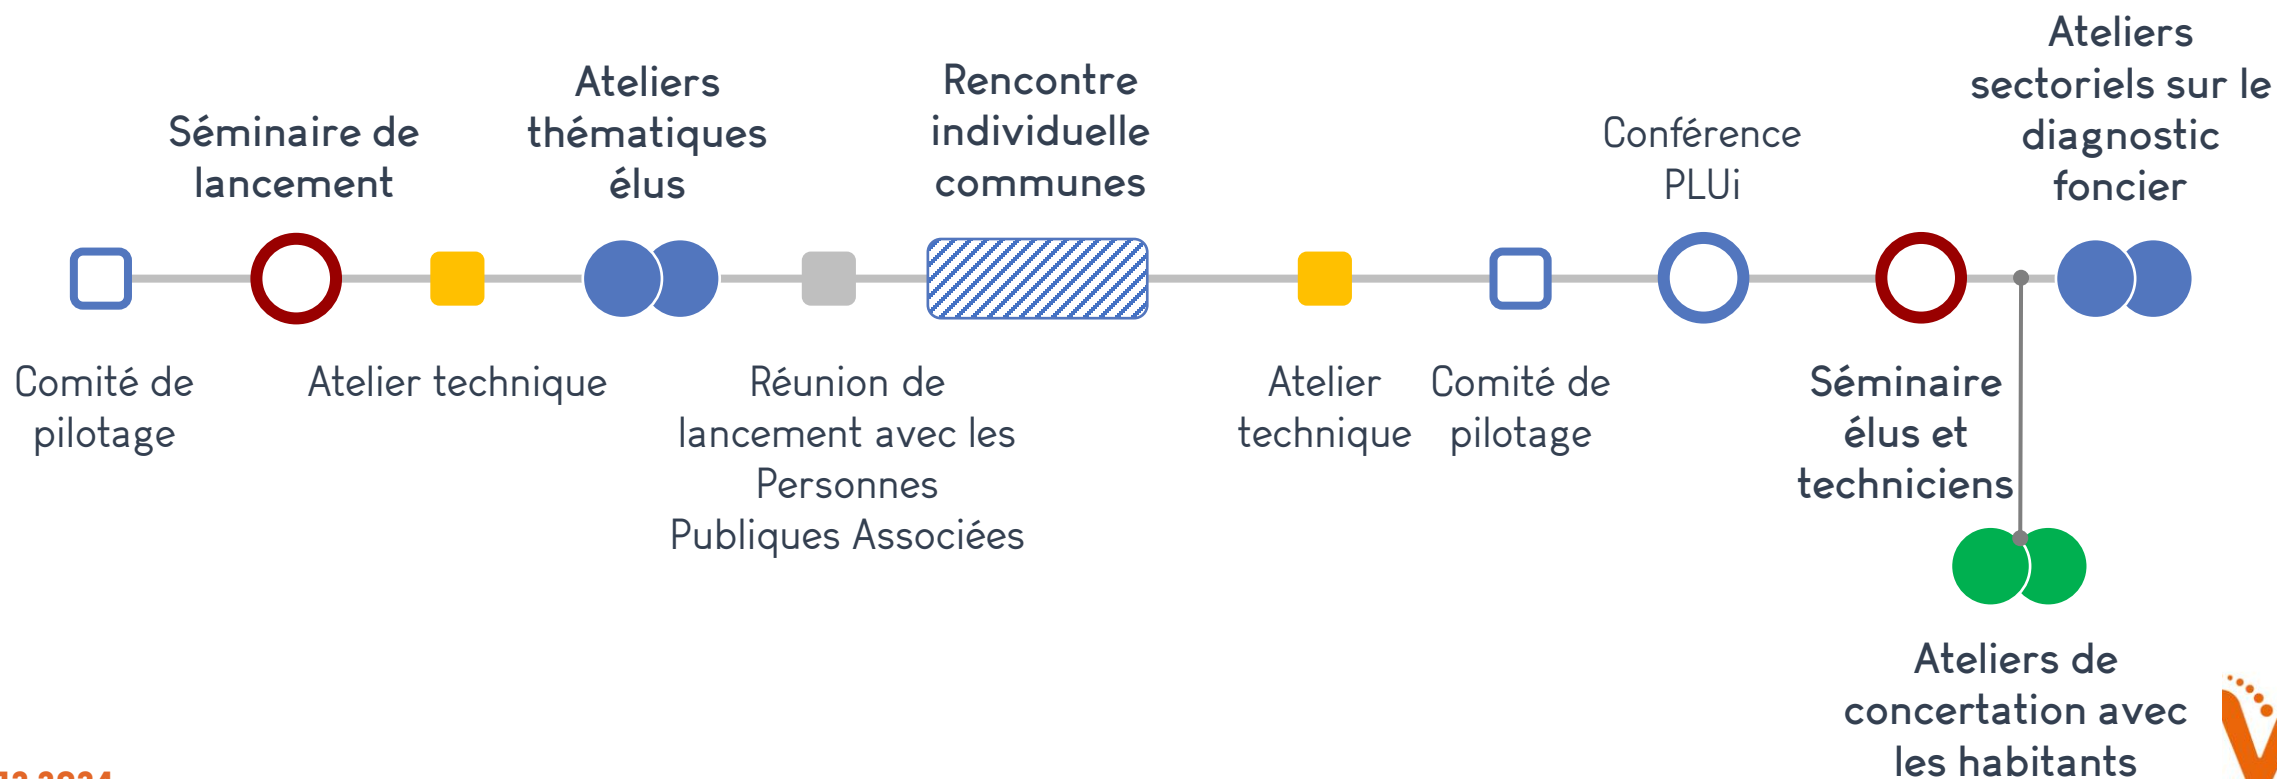 Comité de
pilotage
Séminaire de
lancement
Atelier technique
Ateliers
thématiques
élus
Réunion de
lancement avec les
Personnes
Publiques Associées
Rencontre
individuelle
communes
Atelier
technique
Comité de
pilotage
Conférence
PLUi
Séminaire
élus et
techniciens
Ateliers de
concertation avec
les habitants
Ateliers
sectoriels sur le
diagnostic
foncier